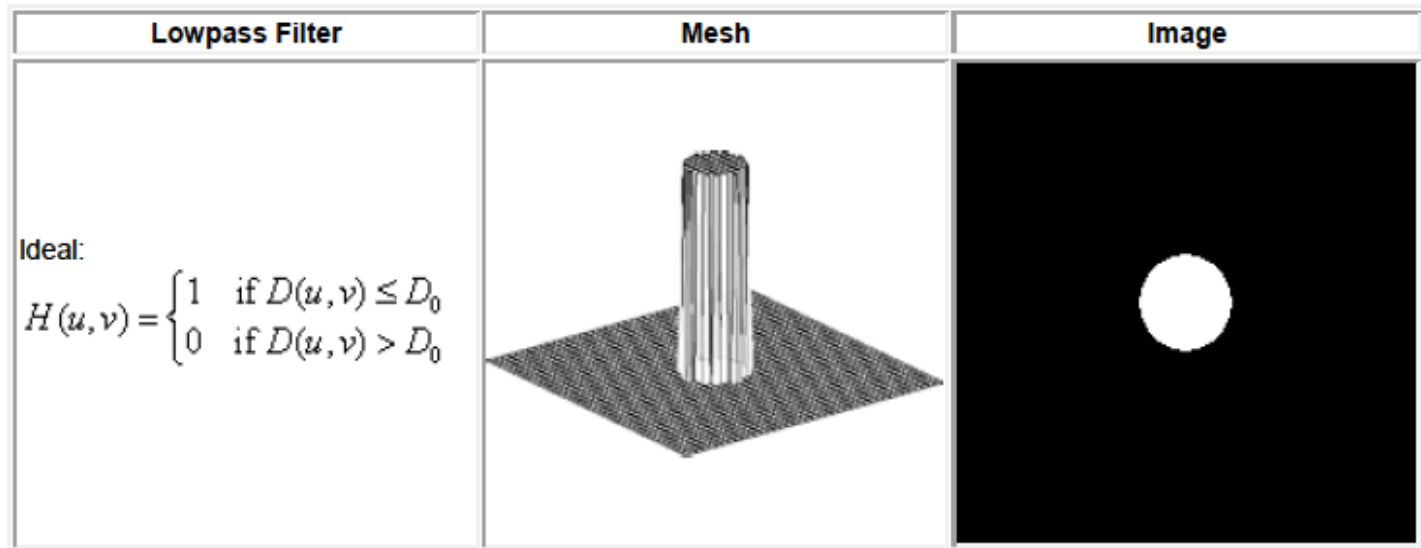 Lowpass Filter Mesh Image
Ideal:
H(u,v) = { 1 if D(u,v) ≤ D₀
0 if D(u,v) > D₀